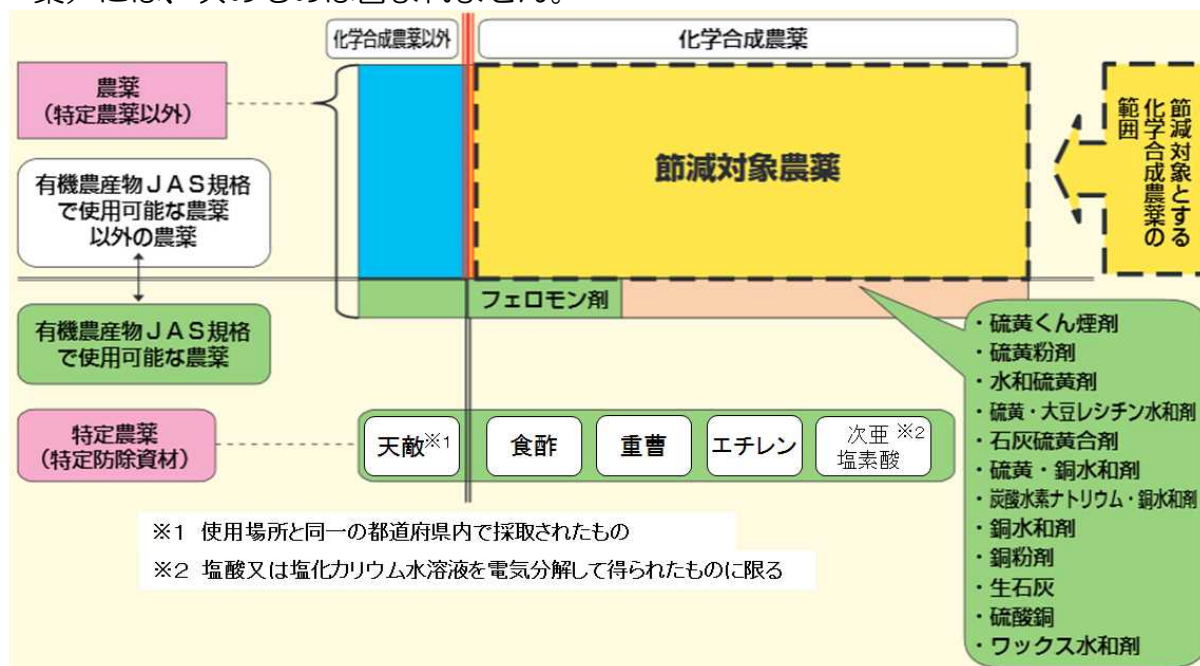 化学合成農薬以外
化学合成農薬
農薬
(特定農薬以外)
節減対象農薬
節減対象とする
化学合成農薬の
範囲
有機農産物JAS規格
で使用可能な農薬
以外の農薬
フェロモン剤
有機農産物JAS規格
で使用可能な農薬
・硫黄くん煙剤
・硫黄粉剤
・水和硫黄剤
・硫黄・大豆レシチン水和剤
・石灰硫黄合剤
・硫黄・銅水和剤
・炭酸水素ナトリウム・銅水和剤
・銅水和剤
・銅粉剤
・生石灰
・硫酸銅
・ワックス水和剤
特定農薬
(特定防除資材)
天敵※1
食酢
重曹
エチレン
次亜 ※2
塩素酸
※1 使用場所と同一の都道府県内で採取されたもの
※2 塩酸又は塩化カリウム水溶液を電気分解して得られたものに限る